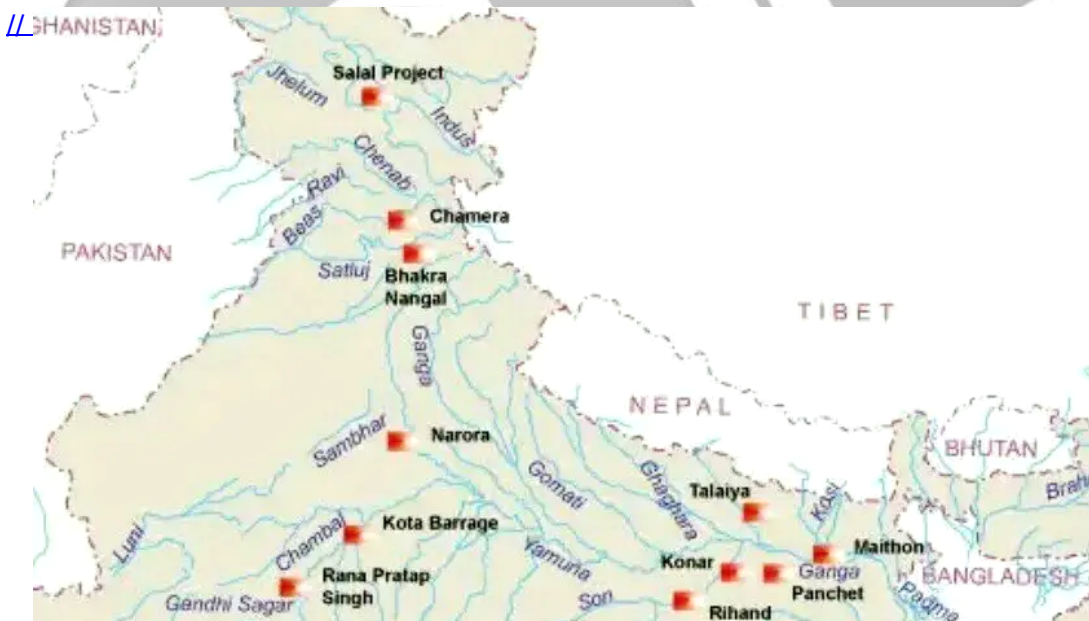 //
GHANISTAN
Salal Project
Jhelum
Indus
Chenab
Ravi
Beas
Chamera
PAKISTAN
Satluj
Bhakra
Nangal
TIBET
Ganga
NEPAL
Sambhar
Narora
BHUTAN
Gomati
Ghaghara
Talaiya
Kosi
Brah
Luni
Chambal
Kota Barrage
Yamuna
Maithon
Konar
Ganga
BANGLADESH
Rana Pratap
Singh
Panchet
Gandhi Sagar
Son
Rihand
Padma